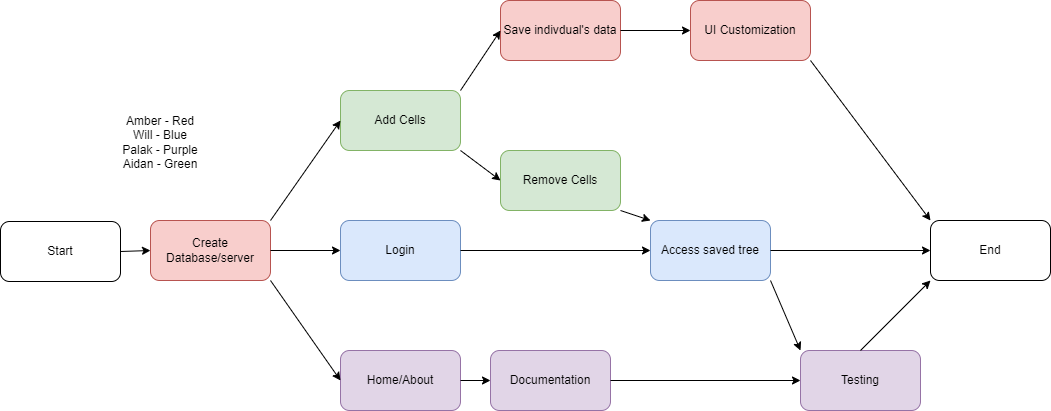 Save indivdual's data
UI Customization
Amber - Red
Will - Blue
Palak - Purple
Aidan - Green
Add Cells
Remove Cells
Start
Create
Database/server
Login
Access saved tree
End
Home/About
Documentation
Testing